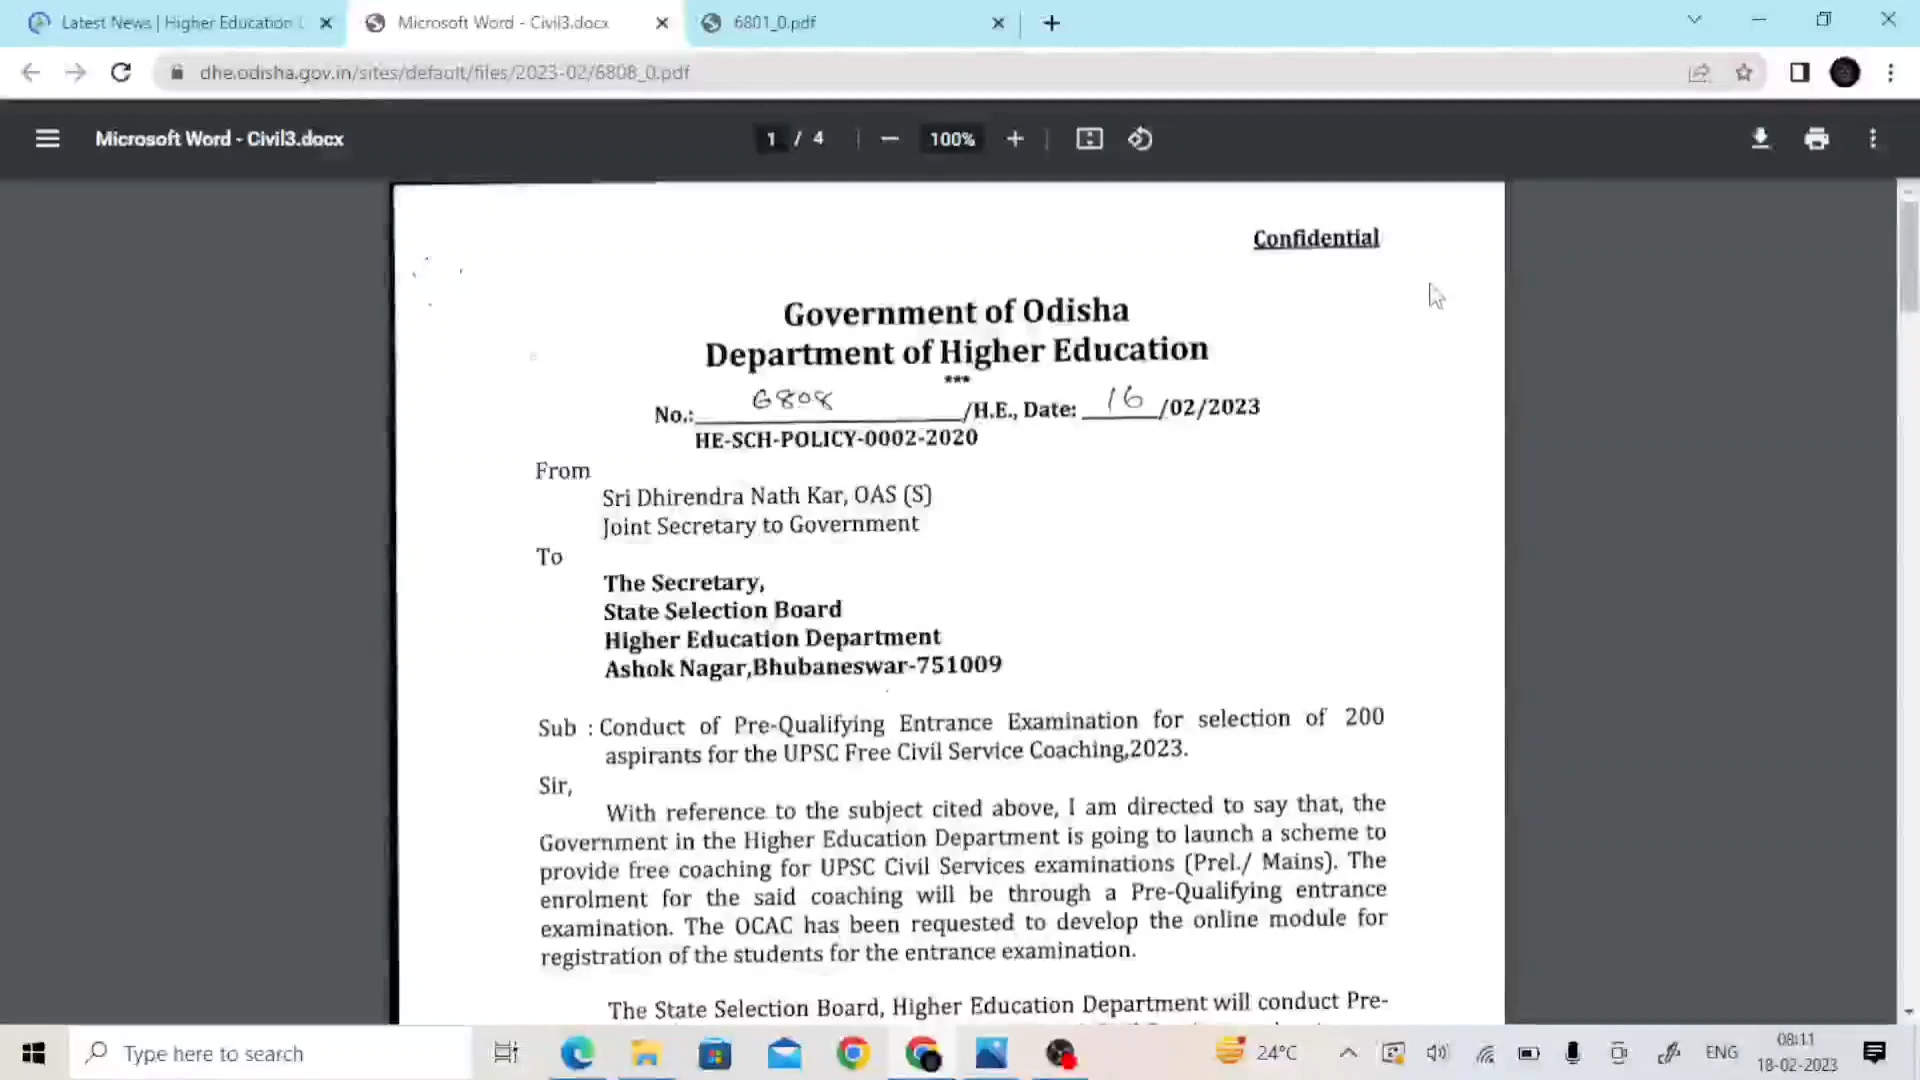 Latest News | Higher Education
Microsoft Word - Civil3.docx
6801_0.pdf
dhe.odisha.gov.in/sites/default/files/2023-02/6808_0.pdf
Microsoft Word - Civil3.docx
1 / 4
100%
Confidential
Government of Odisha
Department of Higher Education
***
No.: 6808 /H.E., Date: 16 /02/2023
HE-SCH-POLICY-0002-2020
From
Sri Dhirendra Nath Kar, OAS (S)
Joint Secretary to Government
To
The Secretary,
State Selection Board
Higher Education Department
Ashok Nagar,Bhubaneswar-751009
Sub : Conduct of Pre-Qualifying Entrance Examination for selection of 200
aspirants for the UPSC Free Civil Service Coaching,2023.
Sir,
With reference to the subject cited above, I am directed to say that, the
Government in the Higher Education Department is going to launch a scheme to
provide free coaching for UPSC Civil Services examinations (Prel./ Mains). The
enrolment for the said coaching will be through a Pre-Qualifying entrance
examination. The OCAC has been requested to develop the online module for
registration of the students for the entrance examination.
The State Selection Board, Higher Education Department will conduct Pre-
Type here to search
24°C
ENG
08:11
18-02-2023